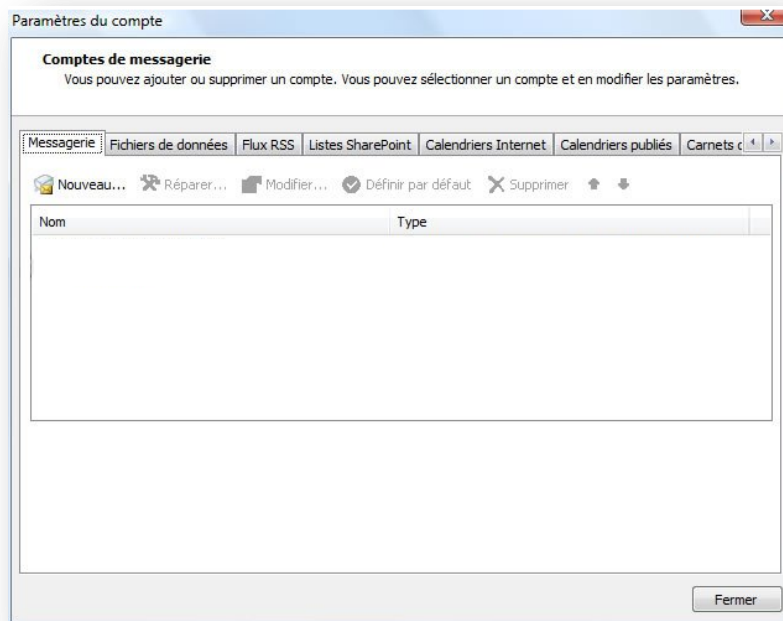 Paramètres du compte
Comptes de messagerie
Vous pouvez ajouter ou supprimer un compte. Vous pouvez sélectionner un compte et en modifier les paramètres.
Messagerie Fichiers de données Flux RSS Listes SharePoint Calendriers Internet Calendriers publiés Carnets
Nouveau... Réparer... Modifier... Définir par défaut Supprimer
Nom Type
Fermer